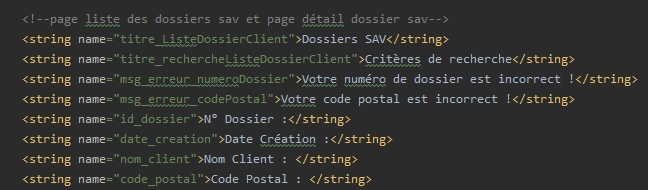 <!--page liste des dossiers sav et page détail dossier sav-->
<string name="titre_ListeDossierClient">Dossiers SAV</string>
<string name="titre_rechercheListeDossierClient">Critères de recherche</string>
<string name="msg_erreur_numeroDossier">Votre numéro de dossier est incorrect !</string>
<string name="msg_erreur_codePostal">Votre code postal est incorrect !</string>
<string name="id_dossier">N° Dossier :</string>
<string name="date_creation">Date Création :</string>
<string name="nom_client">Nom Client : </string>
<string name="code_postal">Code Postal : </string>